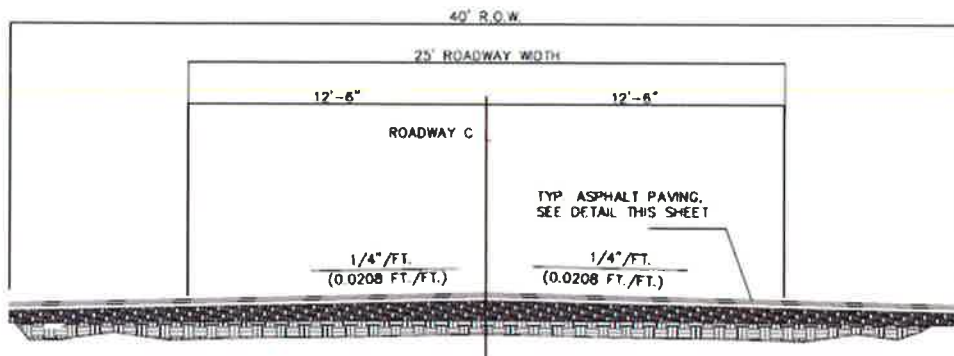 40' R.O.W.
25' ROADWAY WIDTH
12'-6" 12'-6"
ROADWAY C
TYP ASPHALT PAVING,
SEE DETAIL THIS SHEET
1/4"/FT. 1/4"/FT.
(0.0208 FT./FT.) (0.0208 FT./FT.)